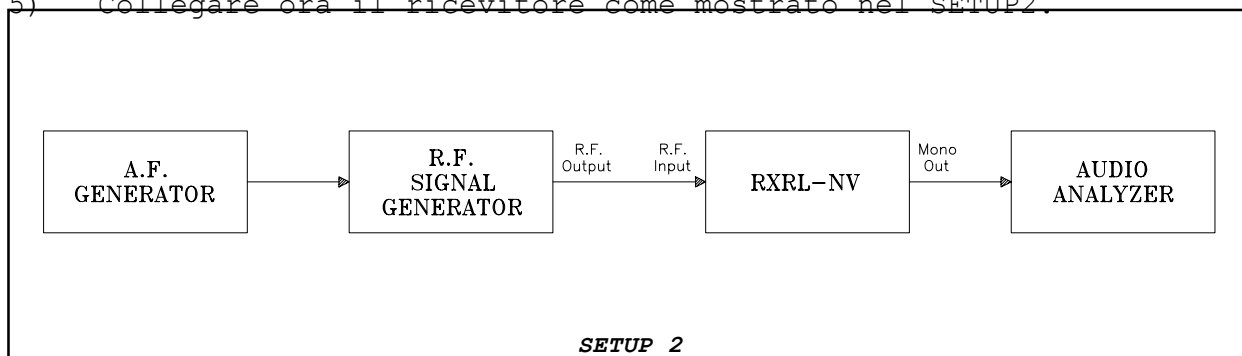 5) Collegare ora il ricevitore come mostrato nel SETUP2.
A.F.
GENERATOR
R.F.
SIGNAL
GENERATOR
R.F.
Output
R.F.
Input
RXRL-NV
Mono
Out
AUDIO
ANALYZER
SETUP 2